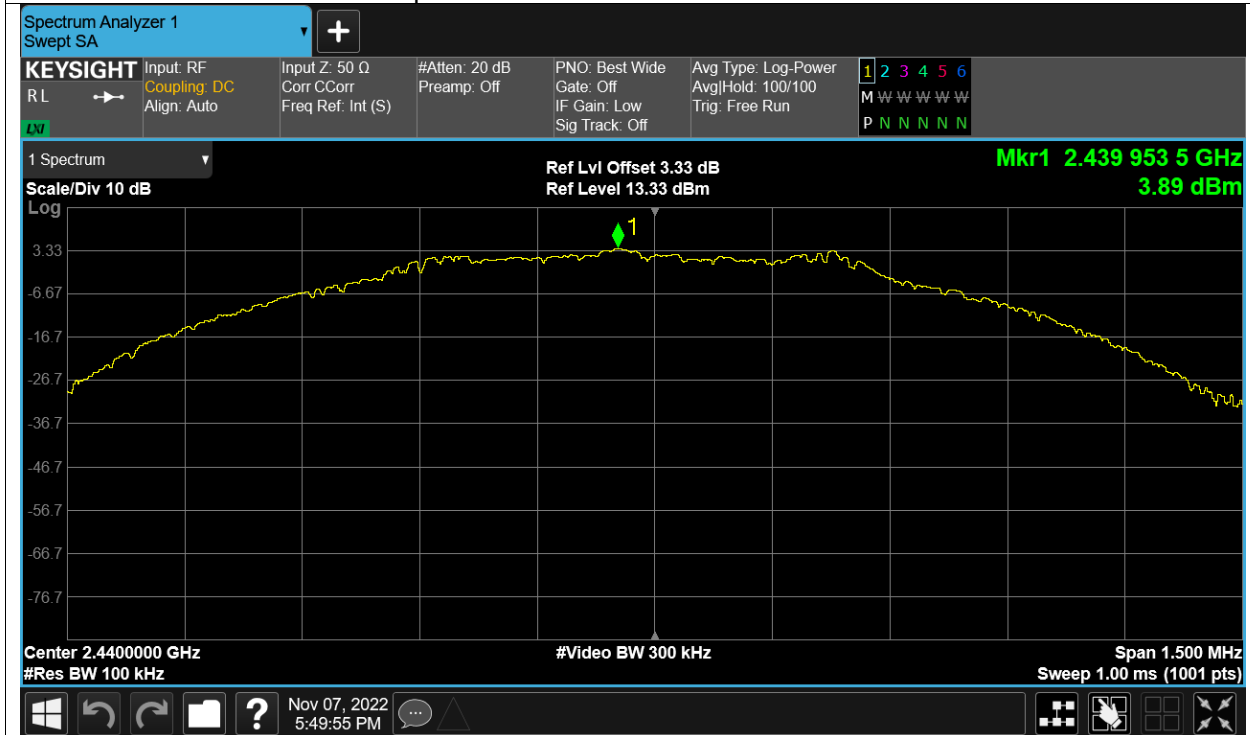 Spectrum Analyzer 1
Swept SA
+
KEYSIGHT
R L
LXI
Input: RF
Coupling: DC
Align: Auto
Input Z: 50 Ω
Corr CCorr
Freq Ref: Int (S)
#Atten: 20 dB
Preamp: Off
PNO: Best Wide
Gate: Off
IF Gain: Low
Sig Track: Off
Avg Type: Log-Power
Avg|Hold: 100/100
Trig: Free Run
1 2 3 4 5 6
M W W W W W
P N N N N N
1 Spectrum
Scale/Div 10 dB
Ref Lvl Offset 3.33 dB
Ref Level 13.33 dBm
Mkr1 2.439 953 5 GHz
3.89 dBm
Log
1
3.33
-6.67
-16.7
-26.7
-36.7
-46.7
-56.7
-66.7
-76.7
Center 2.4400000 GHz
#Res BW 100 kHz
#Video BW 300 kHz
Span 1.500 MHz
Sweep 1.00 ms (1001 pts)
?
Nov 07, 2022
5:49:55 PM